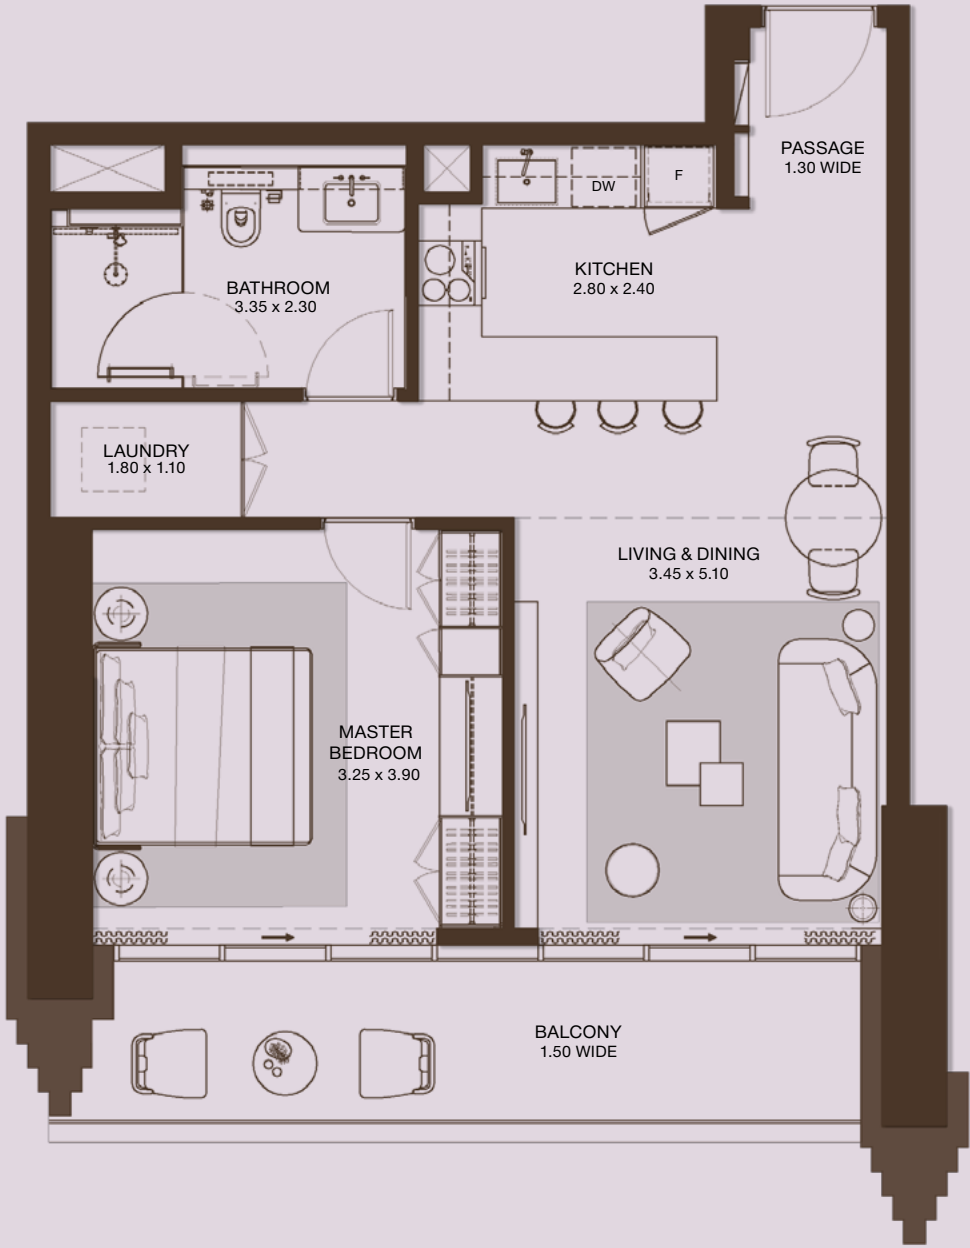 PASSAGE
1.30 WIDE
DW
F
KITCHEN
2.80 x 2.40
BATHROOM
3.35 x 2.30
LAUNDRY
1.80 x 1.10
LIVING & DINING
3.45 x 5.10
MASTER
BEDROOM
3.25 x 3.90
BALCONY
1.50 WIDE